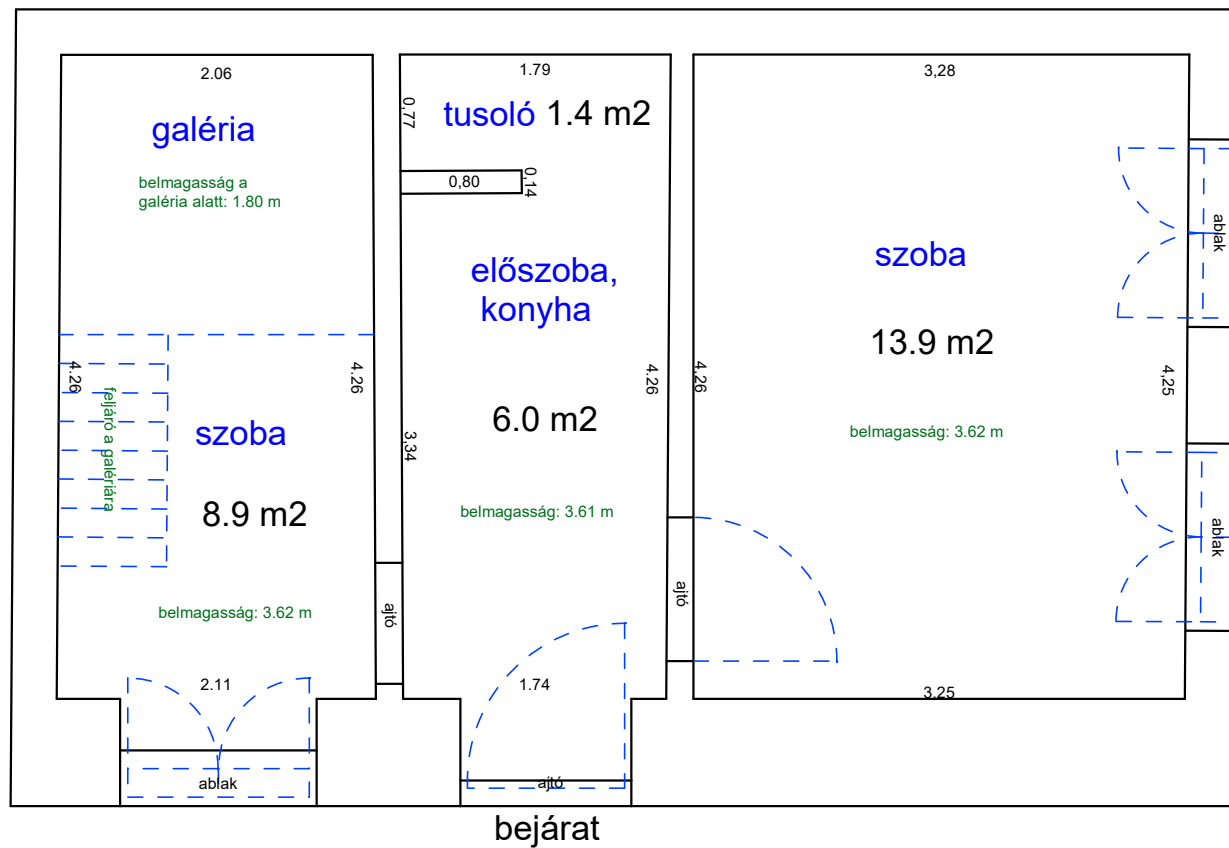 2.06
galéria
belmagasság a
galéria alatt: 1.80 m
4.26
4.26
feljáró a galériára
szoba
8.9 m2
belmagasság: 3.62 m
2.11
ablak
ajtó
1.79
0,77
tusoló 1.4 m2
0,80
0,14
előszoba,
konyha
4.26
3,34
6.0 m2
belmagasság: 3.61 m
1.74
ajtó
bejárat
ajtó
3,28
szoba
13.9 m2
4,26
4,25
belmagasság: 3.62 m
3.25
ablak
ablak